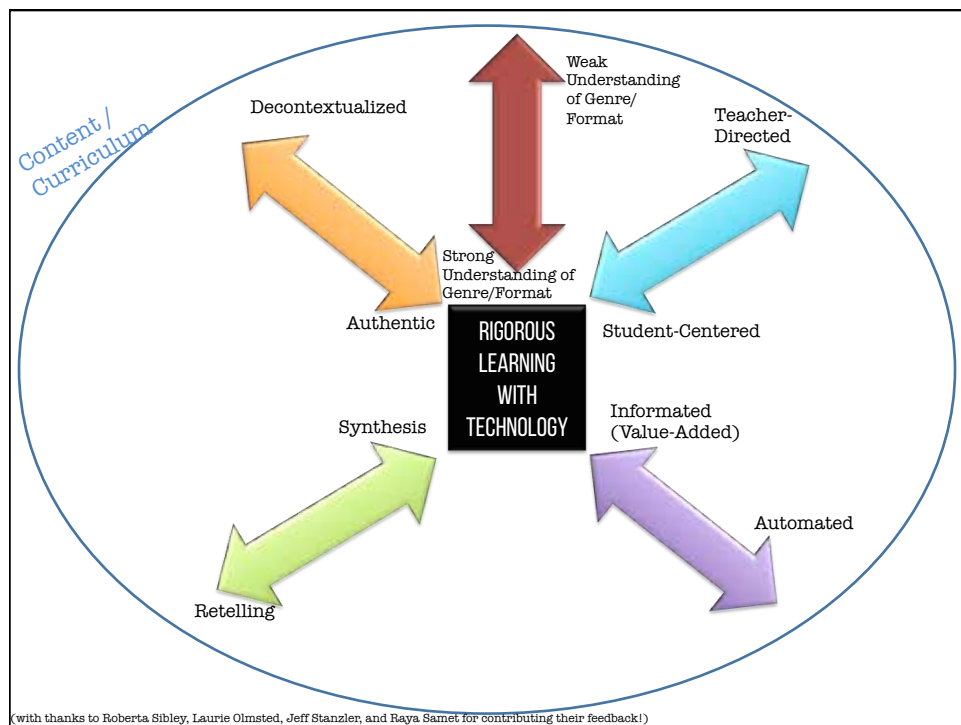 Content /
Curriculum
Decontextualized
Weak
Understanding
of Genre/
Format
Teacher-
Directed
Strong
Understanding of
Genre/Format
Authentic
Student-Centered
RIGOROUS
LEARNING
WITH
TECHNOLOGY
Synthesis
Informated
(Value-Added)
Retelling
Automated
(with thanks to Roberta Sibley, Laurie Olmsted, Jeff Stanzler, and Raya Samet for contributing their feedback!)